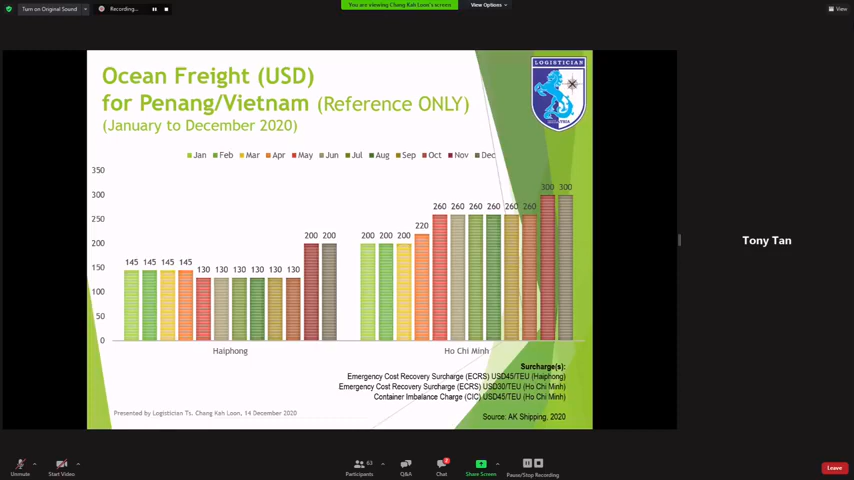 Turn on Original Sound
Recording...
You are viewing Chang Kah Loon's screen
View Options
View
Ocean Freight (USD)
for Penang/Vietnam (Reference ONLY)
(January to December 2020)
LOGISTICIAN
Jan Feb Mar Apr May Jun Jul Aug Sep Oct Nov Dec
350
300
250
200
150
100
50
0
145 145 145 145 130 130 130 130 130 130 200 200
200 200 200 220 260 260 260 260 260 260 300 300
Haiphong
Ho Chi Minh
Surcharge(s):
Emergency Cost Recovery Surcharge (ECRS) USD45/TEU (Haiphong)
Emergency Cost Recovery Surcharge (ECRS) USD30/TEU (Ho Chi Minh)
Container Imbalance Charge (CIC) USD45/TEU (Ho Chi Minh)
Presented by Logistician Ts. Chang Kah Loon, 14 December 2020
Source: AK Shipping, 2020
Tony Tan
Unmute
Start Video
Participants
63
Q&A
Chat
2
Share Screen
Pause/Stop Recording
Leave